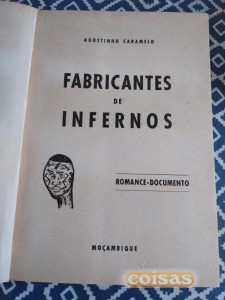 AGOSTINHO CARAMELO
FABRICANTES
DE
INFERNOS
ROMANCE-DOCUMENTO
MOÇAMBIQUE
coisas